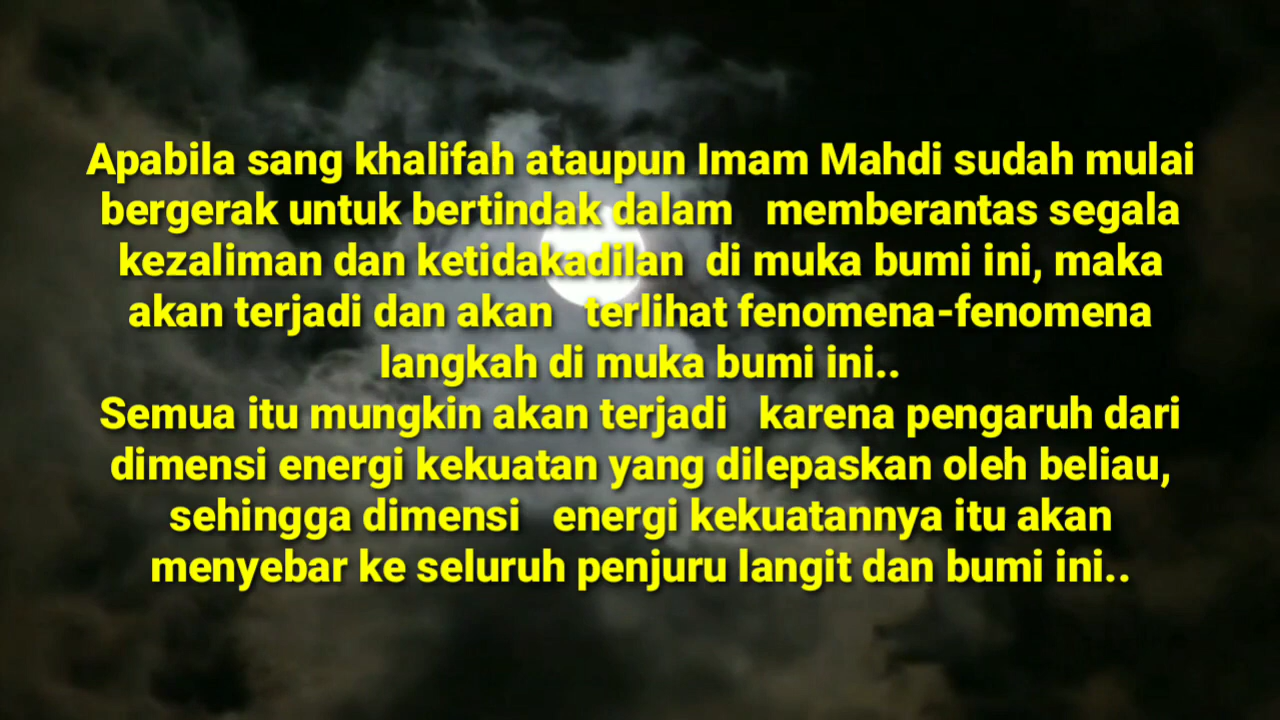 Apabila sang khalifah ataupun Imam Mahdi sudah mulai
bergerak untuk bertindak dalam   memberantas segala
kezaliman dan ketidakadilan  di muka bumi ini, maka
akan terjadi dan akan   terlihat fenomena-fenomena
langkah di muka bumi ini..
Semua itu mungkin akan terjadi   karena pengaruh dari
dimensi energi kekuatan yang dilepaskan oleh beliau,
sehingga dimensi   energi kekuatannya itu akan
menyebar ke seluruh penjuru langit dan bumi ini..